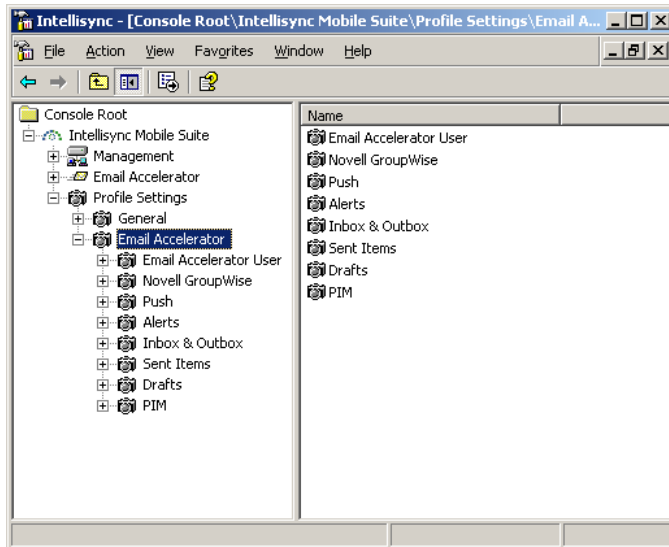 Intellisync - [Console Root\Intellisync Mobile Suite\Profile Settings\Email A...
File Action View Favorites Window Help
Console Root
Intellisync Mobile Suite
Management
Email Accelerator
Profile Settings
General
Email Accelerator
Email Accelerator User
Novell GroupWise
Push
Alerts
Inbox & Outbox
Sent Items
Drafts
PIM
Name
Email Accelerator User
Novell GroupWise
Push
Alerts
Inbox & Outbox
Sent Items
Drafts
PIM